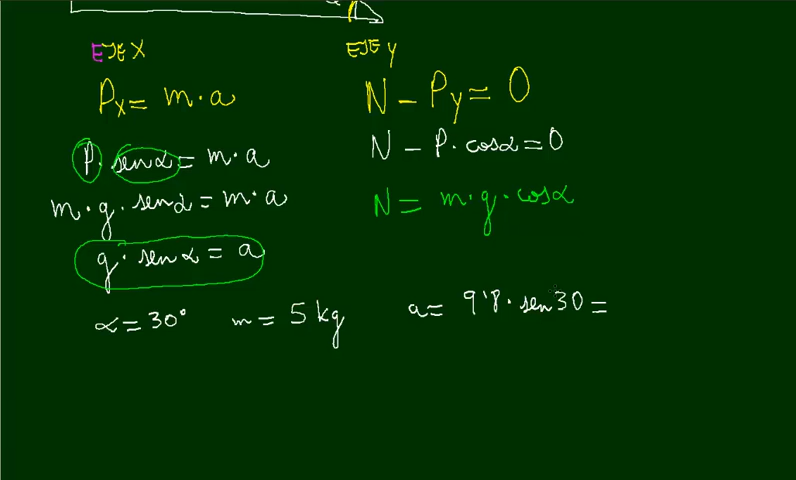 EJE X
Px = m·a
P·senα = m·a
m·g·senα = m·a
g·senα = a
EJE y
N - Py = 0
N - P·cosα = 0
N = m·g·cosα
α = 30° m = 5 kg a = 9'8·sen30 =